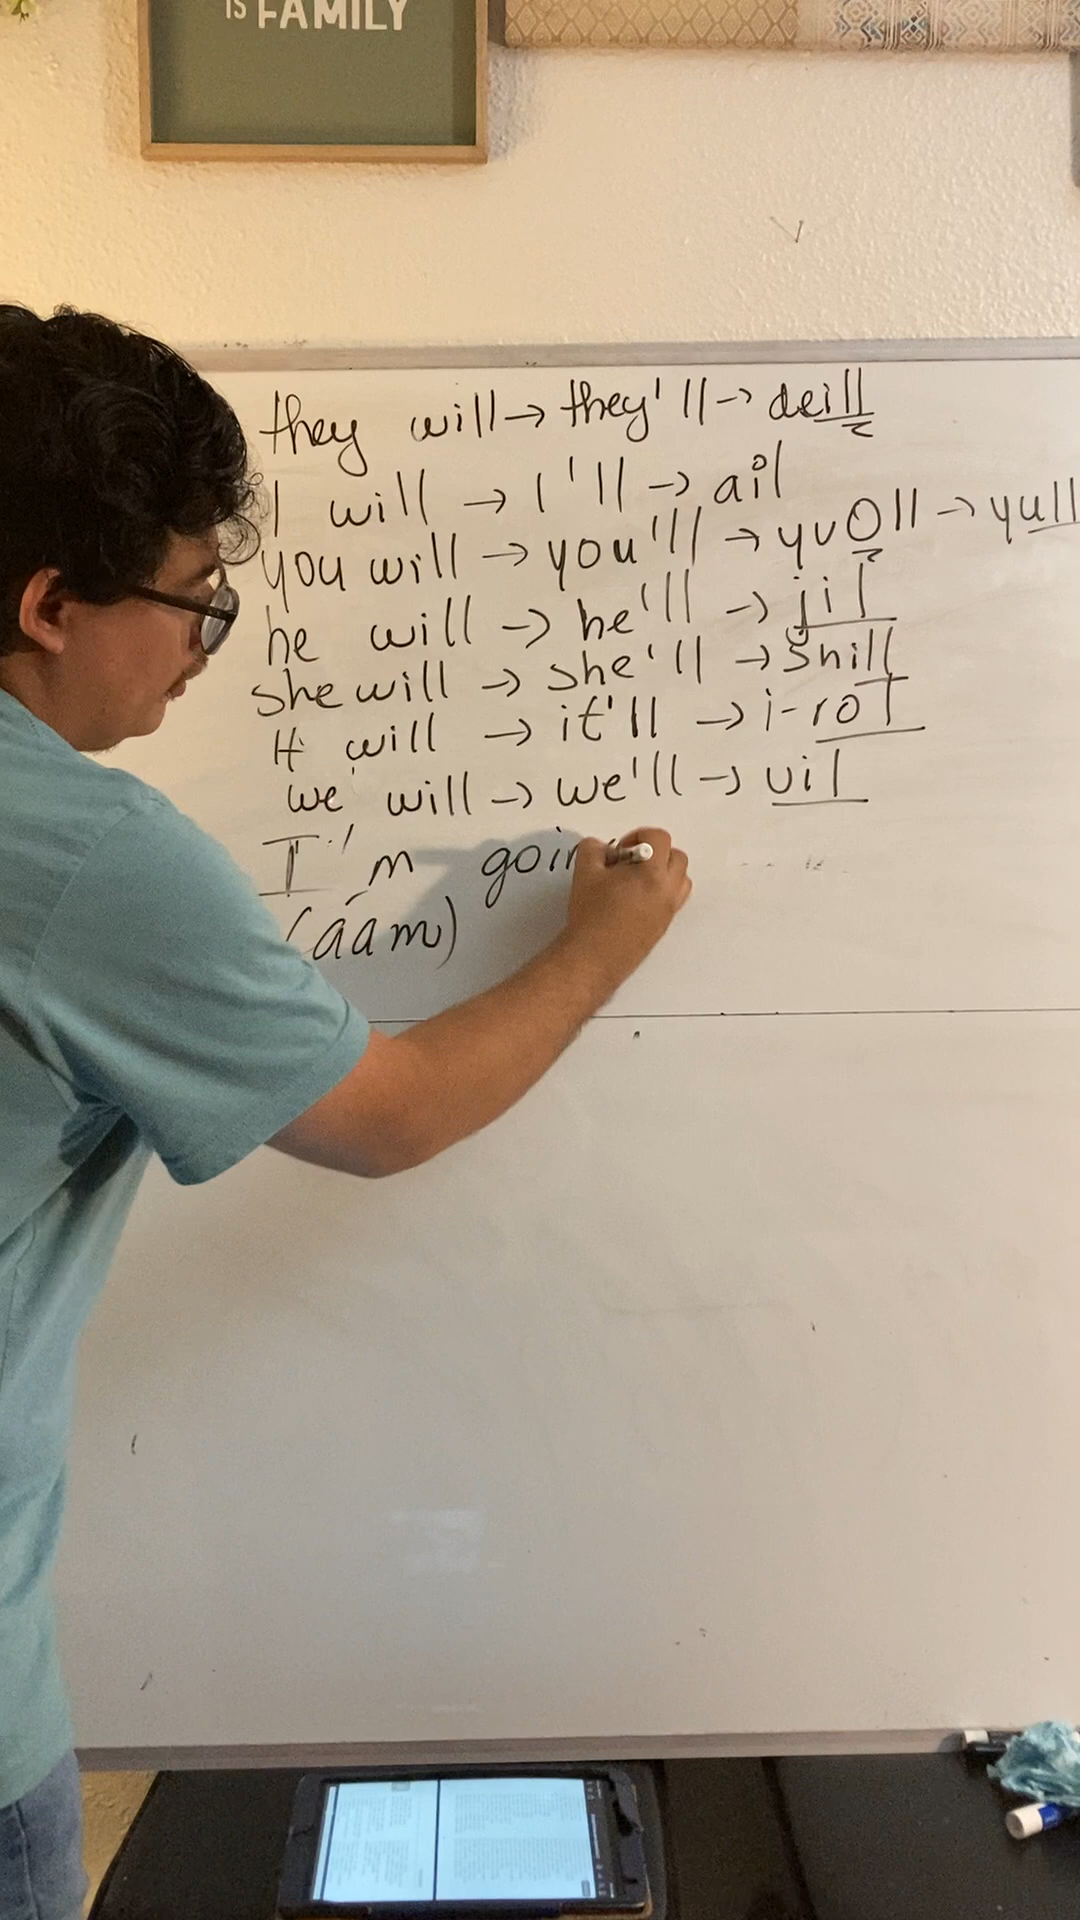 IS FAMILY
they will → they'll → deill
I will → I'll → ail
you will → you'll → yuOll → yull
he will → he'll → jil
she will → she'll → shill
It will → it'll → i-rol
we will → we'll → uil
I'm goin
(aam)